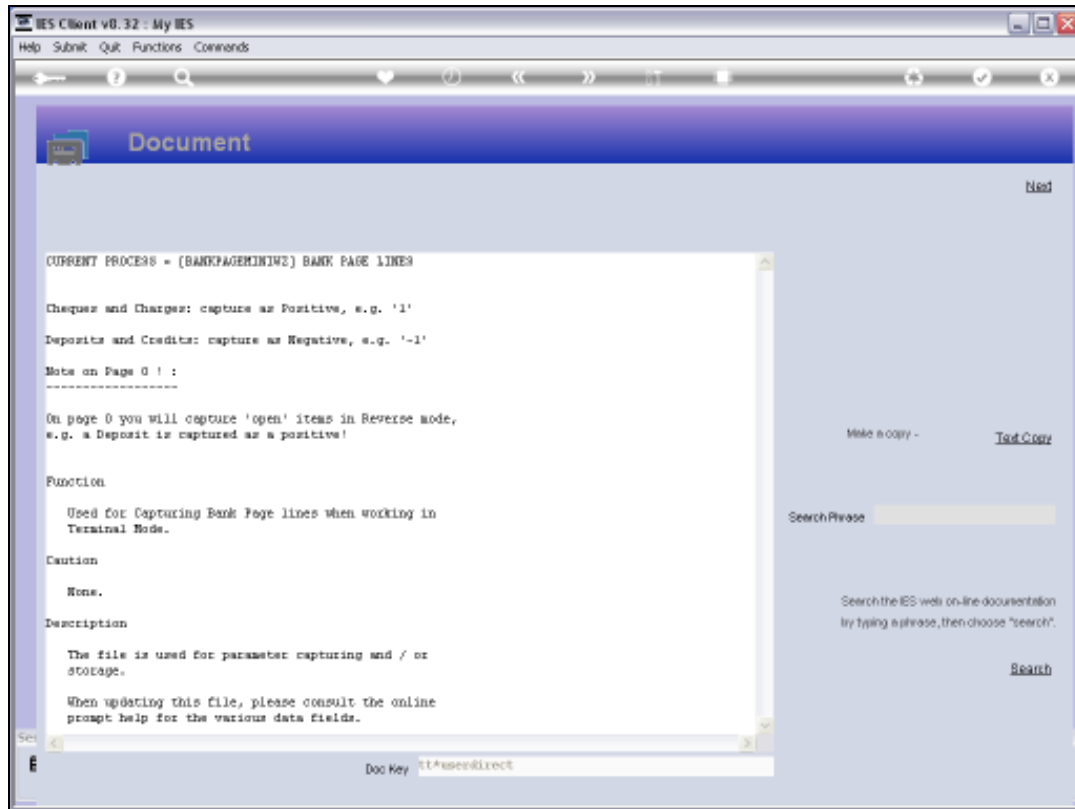 IES Client v8.32 : My IES
Help Submit Quit Functions Commands
Document
Next
CURRENT PROCESS = [BANKPAGEMINIWZ] BANK PAGE LINES
Cheques and Charges: capture as Positive, e.g. '1'
Deposits and Credits: capture as Negative, e.g. '-1'
Note on Page 0 ! :
------------------
On page 0 you will capture 'open' items in Reverse mode,
e.g. a Deposit is captured as a positive!
Make a copy -
Text Copy
Function
Used for Capturing Bank Page lines when working in
Terminal Mode.
Search Phrase
Caution
None.
Search the IES web on-line documentation
by typing a phrase, then choose "search".
Description
The file is used for parameter capturing and / or
storage.
Search
When updating this file, please consult the online
prompt help for the various data fields.
Doc Key tt*userdirect